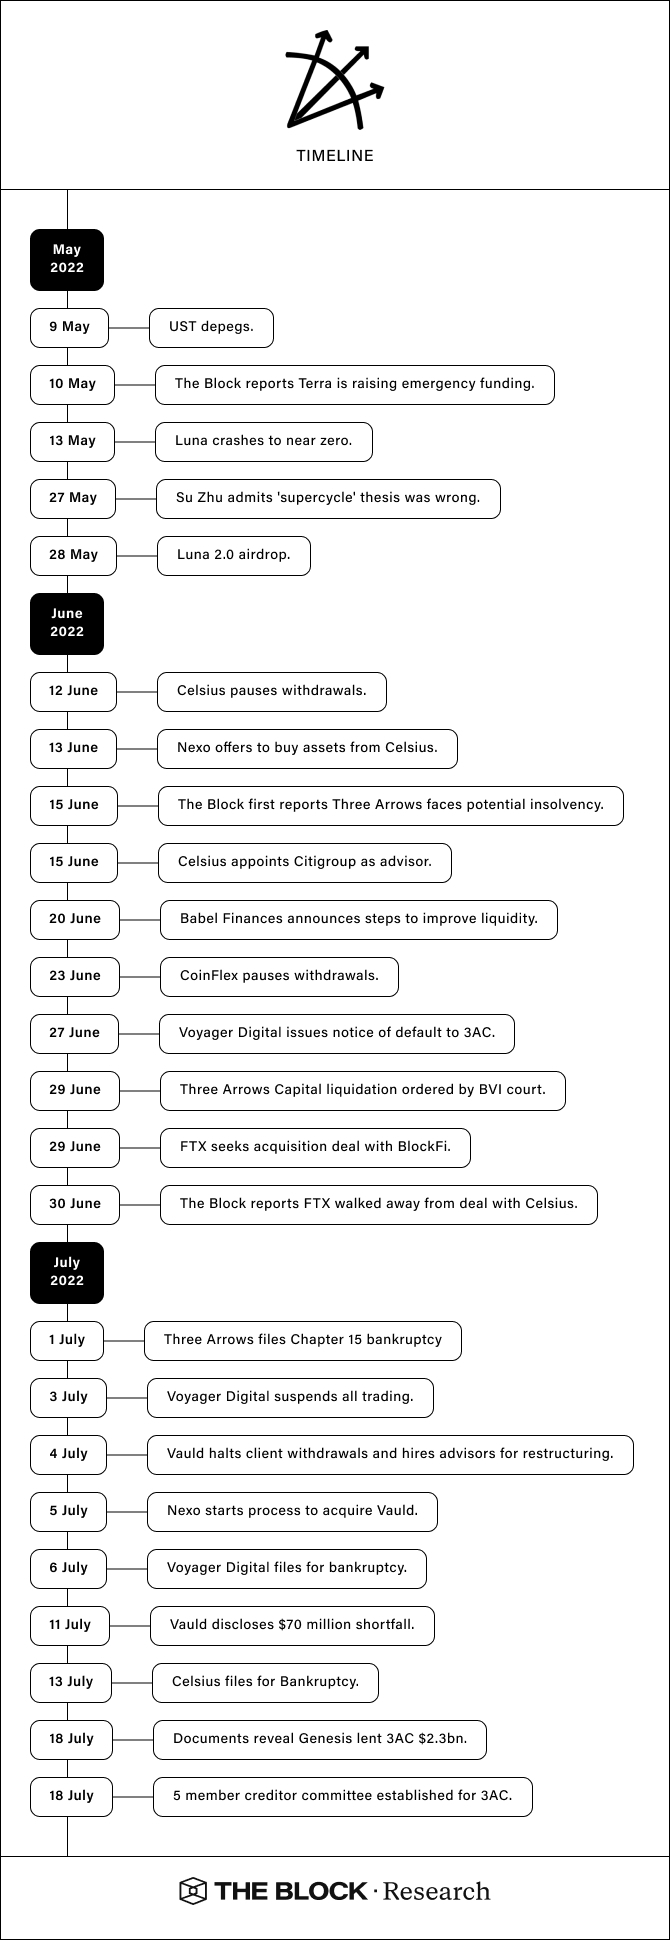 TIMELINE
May
2022
9 May
UST depegs.
10 May
The Block reports Terra is raising emergency funding.
13 May
Luna crashes to near zero.
27 May
Su Zhu admits 'supercycle' thesis was wrong.
28 May
Luna 2.0 airdrop.
June
2022
12 June
Celsius pauses withdrawals.
13 June
Nexo offers to buy assets from Celsius.
15 June
The Block first reports Three Arrows faces potential insolvency.
15 June
Celsius appoints Citigroup as advisor.
20 June
Babel Finances announces steps to improve liquidity.
23 June
CoinFlex pauses withdrawals.
27 June
Voyager Digital issues notice of default to 3AC.
29 June
Three Arrows Capital liquidation ordered by BVI court.
29 June
FTX seeks acquisition deal with BlockFi.
30 June
The Block reports FTX walked away from deal with Celsius.
July
2022
1 July
Three Arrows files Chapter 15 bankruptcy
3 July
Voyager Digital suspends all trading.
4 July
Vauld halts client withdrawals and hires advisors for restructuring.
5 July
Nexo starts process to acquire Vauld.
6 July
Voyager Digital files for bankruptcy.
11 July
Vauld discloses $70 million shortfall.
13 July
Celsius files for Bankruptcy.
18 July
Documents reveal Genesis lent 3AC $2.3bn.
18 July
5 member creditor committee established for 3AC.
THE BLOCK · Research